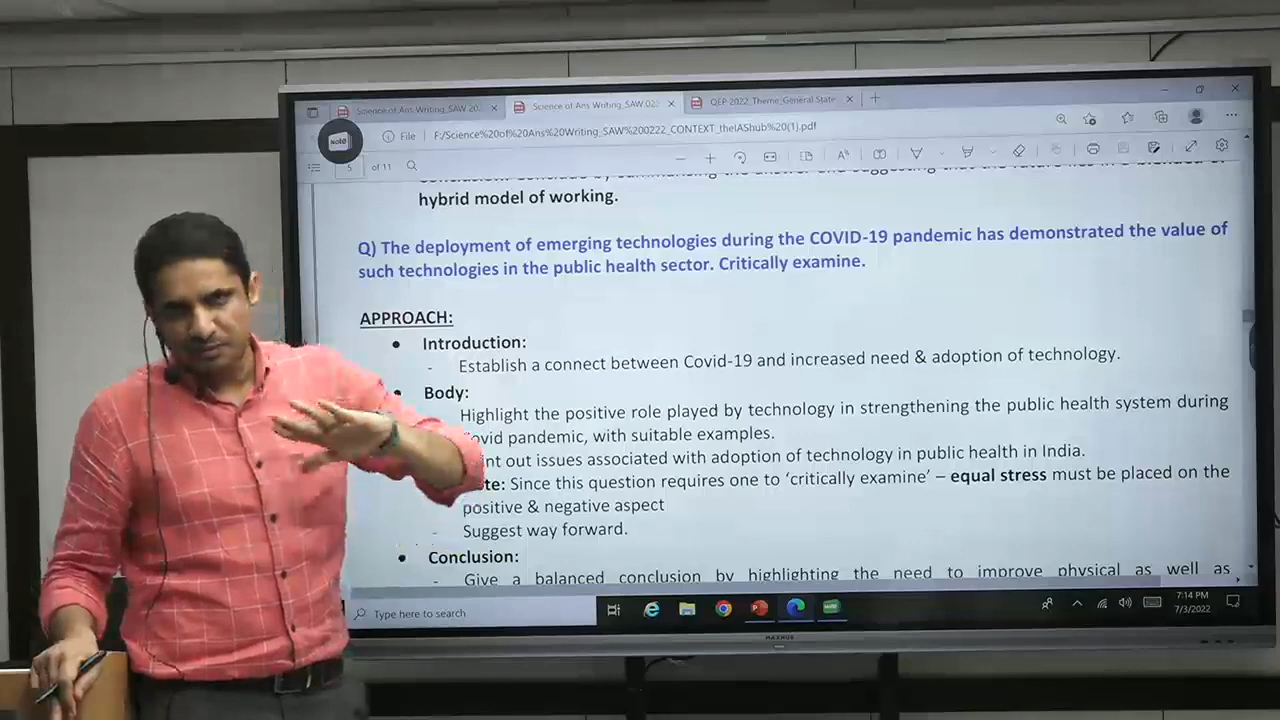 Science of Ans Writing_SAW 202
Science of Ans Writing_SAW 022
QEP 2022_Theme_General State
File F:/Science%20of%20Ans%20Writing_SAW%200222_CONTEXT_theIAShub%20(1).pdf
Note
5 of 11
hybrid model of working.
Q) The deployment of emerging technologies during the COVID-19 pandemic has demonstrated the value of
such technologies in the public health sector. Critically examine.
APPROACH:
• Introduction:
- Establish a connect between Covid-19 and increased need & adoption of technology.
• Body:
Highlight the positive role played by technology in strengthening the public health system during
ovid pandemic, with suitable examples.
nt out issues associated with adoption of technology in public health in India.
te: Since this question requires one to ‘critically examine’ – equal stress must be placed on the
positive & negative aspect
- Suggest way forward.
• Conclusion:
- Give a balanced conclusion by highlighting the need to improve physical as well as
Type here to search
7:14 PM
7/3/2022
MAXHUB